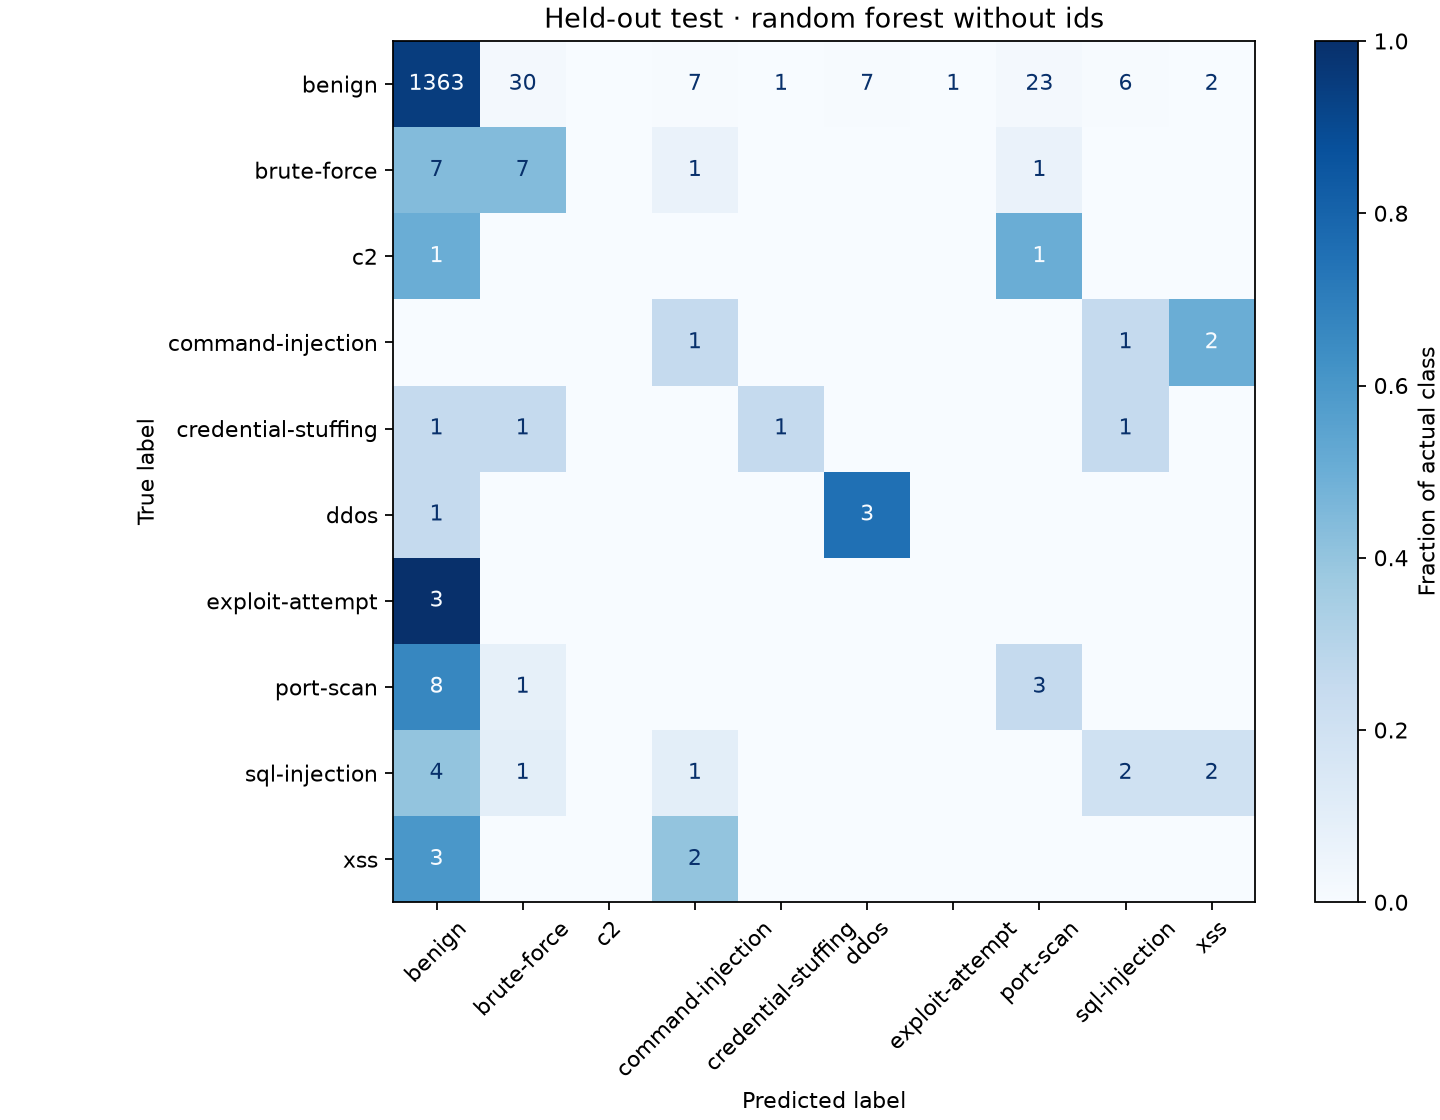 Held-out test · random forest without ids
benign 1363 30 7 1 7 1 23 6 2
brute-force 7 7 1 1
c2 1 1
command-injection 1 1 2
credential-stuffing 1 1 1 1
ddos 1 3
exploit-attempt 3
port-scan 8 1 3
sql-injection 4 1 1 2 2
xss 3 2
True label
benign brute-force c2 command-injection credential-stuffing ddos exploit-attempt port-scan sql-injection xss
Predicted label
1.0
0.8
0.6
0.4
0.2
0.0
Fraction of actual class